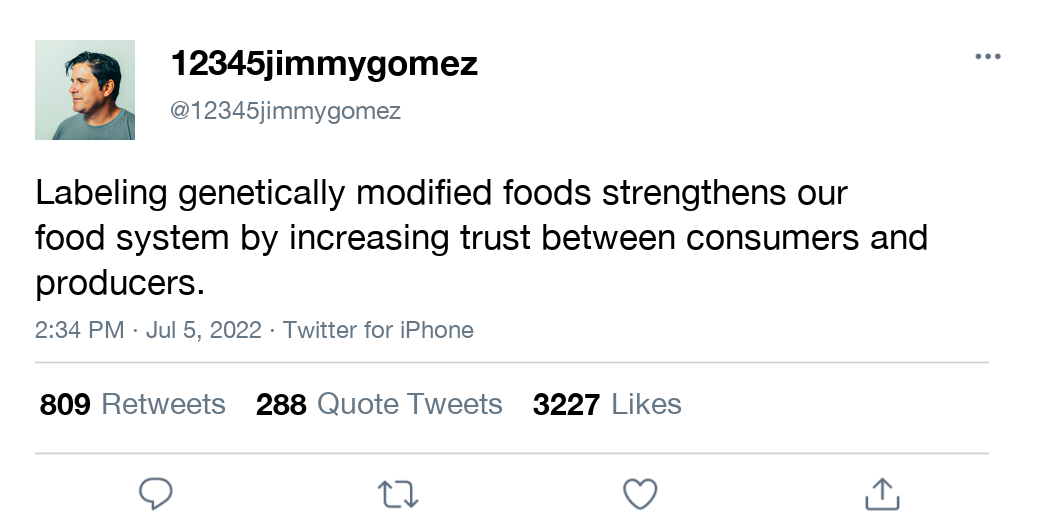 12345jimmygomez
@12345jimmygomez
Labeling genetically modified foods strengthens our
food system by increasing trust between consumers and
producers.
2:34 PM · Jul 5, 2022 · Twitter for iPhone
809 Retweets 288 Quote Tweets 3227 Likes